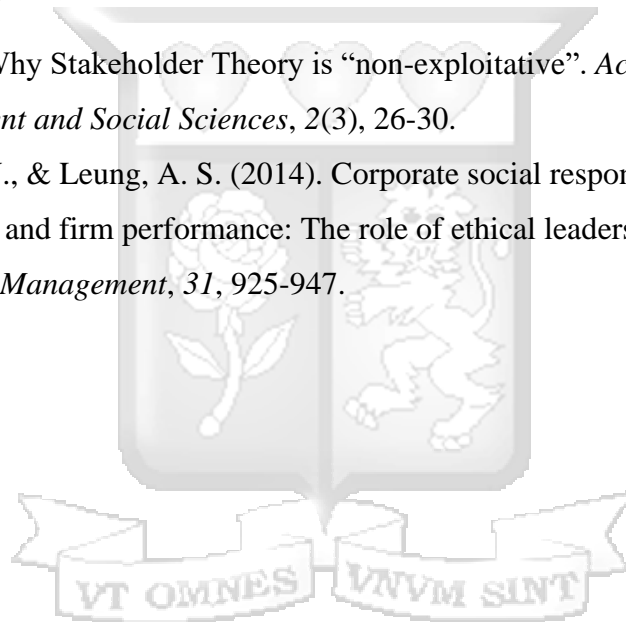 Why Stakeholder Theory is “non-exploitative”. Ac
ent and Social Sciences, 2(3), 26-30.
., & Leung, A. S. (2014). Corporate social respon
and firm performance: The role of ethical leaders
Management, 31, 925-947.
VT OMNES VNVM SINT